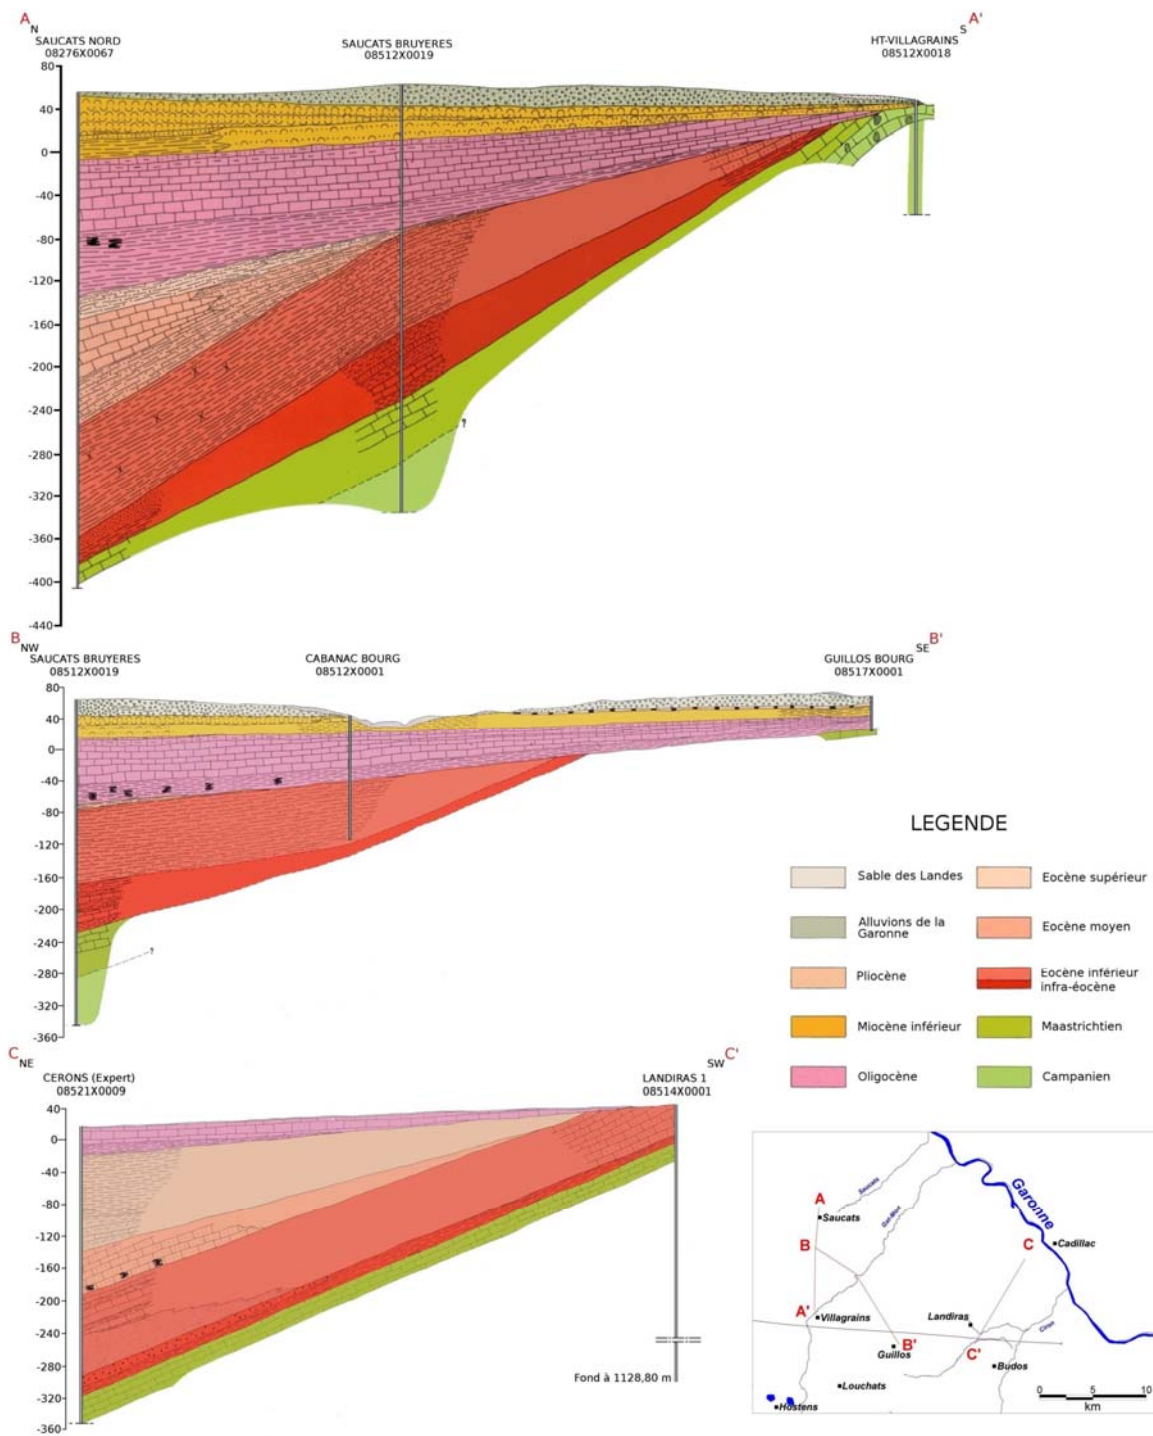 A N
S A'
SAUCATS NORD
08276X0067
SAUCATS BRUYERES
08512X0019
HT-VILLAGRAINS
08512X0018
80
40
0
-40
-80
-120
-160
-200
-240
-280
-320
-360
-400
-440
?
B NW
SE B'
SAUCATS BRUYERES
08512X0019
CABANAC BOURG
08512X0001
GUILLOS BOURG
08517X0001
80
40
0
-40
-80
-120
-160
-200
-240
-280
-320
-360
?
C NE
SW C'
CERONS (Expert)
08521X0009
LANDIRAS 1
08514X0001
40
0
-40
-80
-120
-160
-200
-240
-280
-320
-360
Fond à 1128,80 m
LEGENDE
Sable des Landes
Alluvions de la
Garonne
Pliocène
Miocène inférieur
Oligocène
Eocène supérieur
Eocène moyen
Eocène inférieur
infra-éocène
Maastrichtien
Campanien
A
Saucats
Saucats
Gat-Mort
Garonne
B
C
Cadillac
A'
Villagrains
Landiras
Ciron
B'
Guillos
C'
Budos
Louchats
Hostens
0 5 10
km